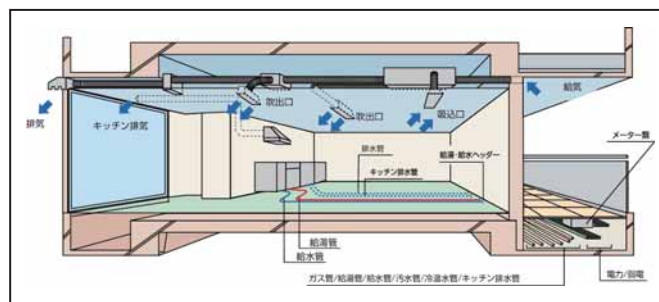 吹出口
吹出口
吸込口
給気
排気
キッチン排気
メーター類
排水管
給湯・給水ヘッダー
キッチン排水管
給湯管
給水管
ガス管/給湯管/給水管/汚水管/冷温水管/キッチン排水管
電力/弱電